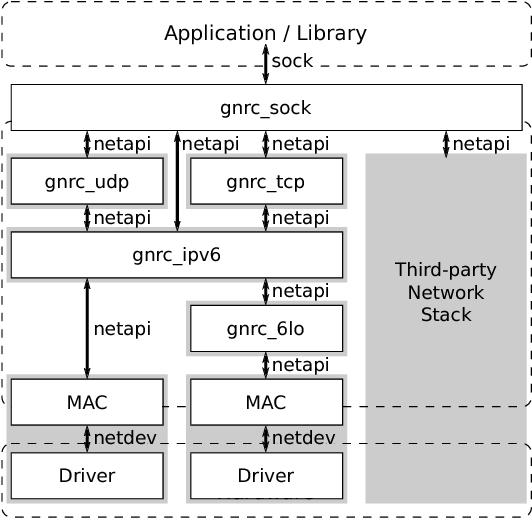 Application / Library
sock
gnrc_sock
netapi netapi netapi netapi
gnrc_udp gnrc_tcp
netapi netapi
gnrc_ipv6
netapi
netapi
Third-party
Network
Stack
gnrc_6lo
netapi
MAC MAC
netdev netdev
Driver Driver